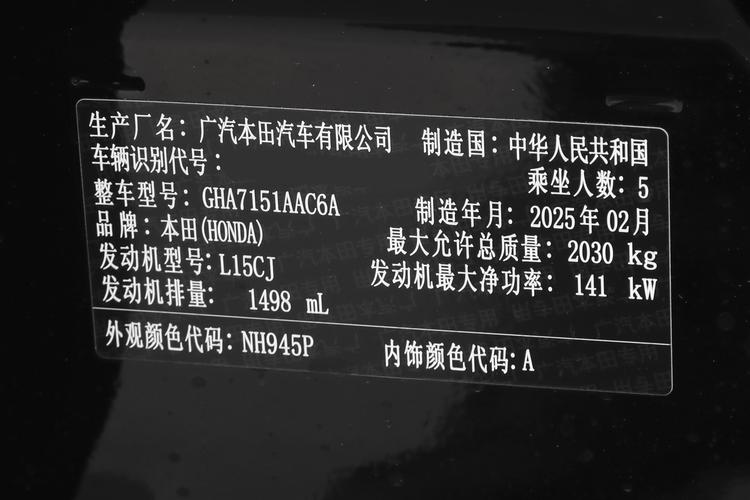 生产厂名：广汽本田汽车有限公司 制造国：中华人民共和国
车辆识别代号： 乘坐人数：5
整车型号：GHA7151AAC6A 制造年月：2025年02月
品牌：本田(HONDA) 最大允许总质量：2030 kg
发动机型号：L15CJ 发动机最大净功率：141 kW
发动机排量： 1498 mL
外观颜色代码：NH945P 内饰颜色代码：A